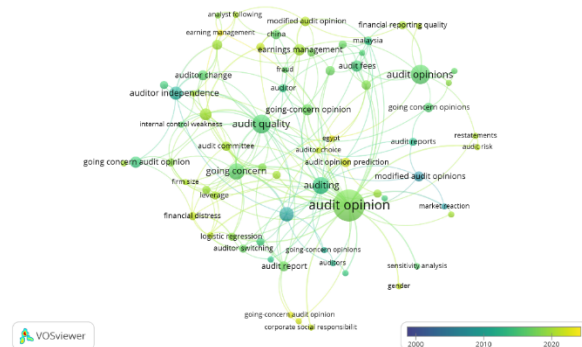 analyst following
modified audit opinion
financial reporting quality
earning management
china
malaysia
earnings management
audit fees
fraud
audit opinions
auditor change
auditor
auditor independence
going-concern opinion
going concern opinions
internal control weakness
audit quality
egypt
restatements
audit committee
auditor choice
audit reports
audit risk
going concern audit opinion
audit opinion prediction
going concern
modified audit opinions
firm size
auditing
leverage
audit opinion
market reaction
financial distress
logistic regression
auditor switching
going-concern opinions
audit report
auditors
sensitivity analysis
gender
going-concern audit opinion
corporate social responsibilit
VOSviewer
2000
2010
2020